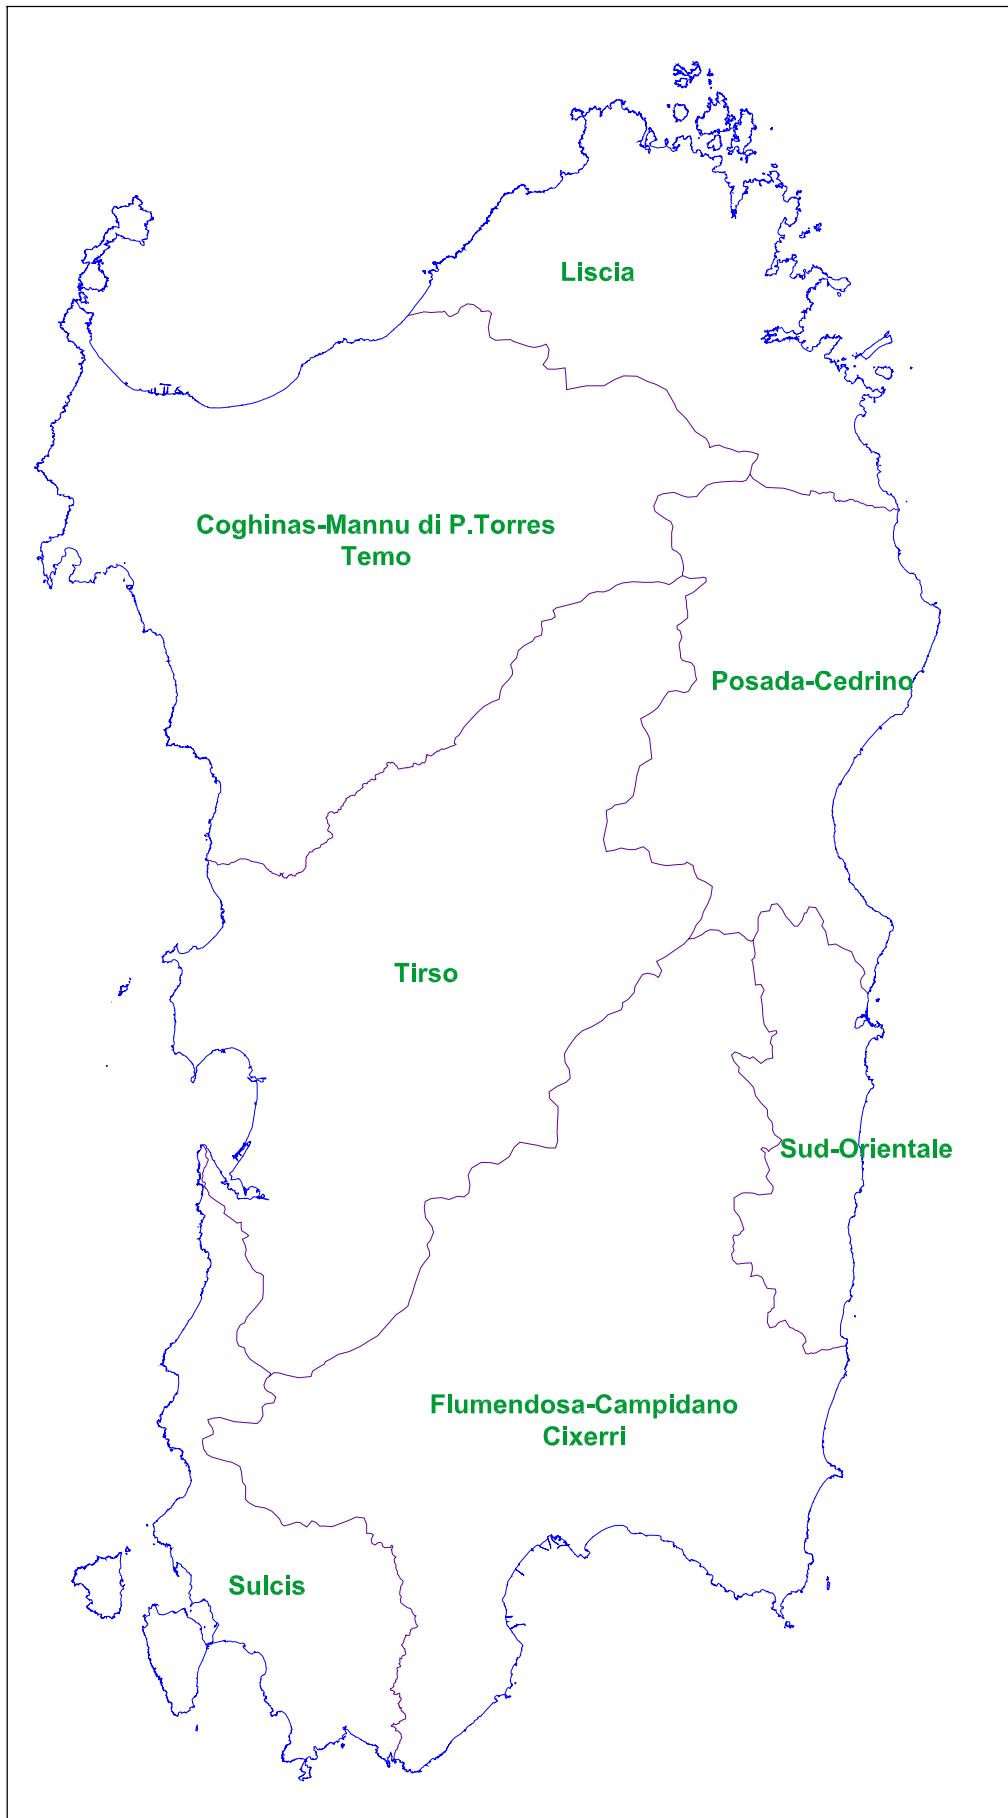 Liscia
Coghinas-Mannu di P.Torres
Temo
Posada-Cedrino
Tirso
Sud-Orientale
Flumendosa-Campidano
Cixerri
Sulcis